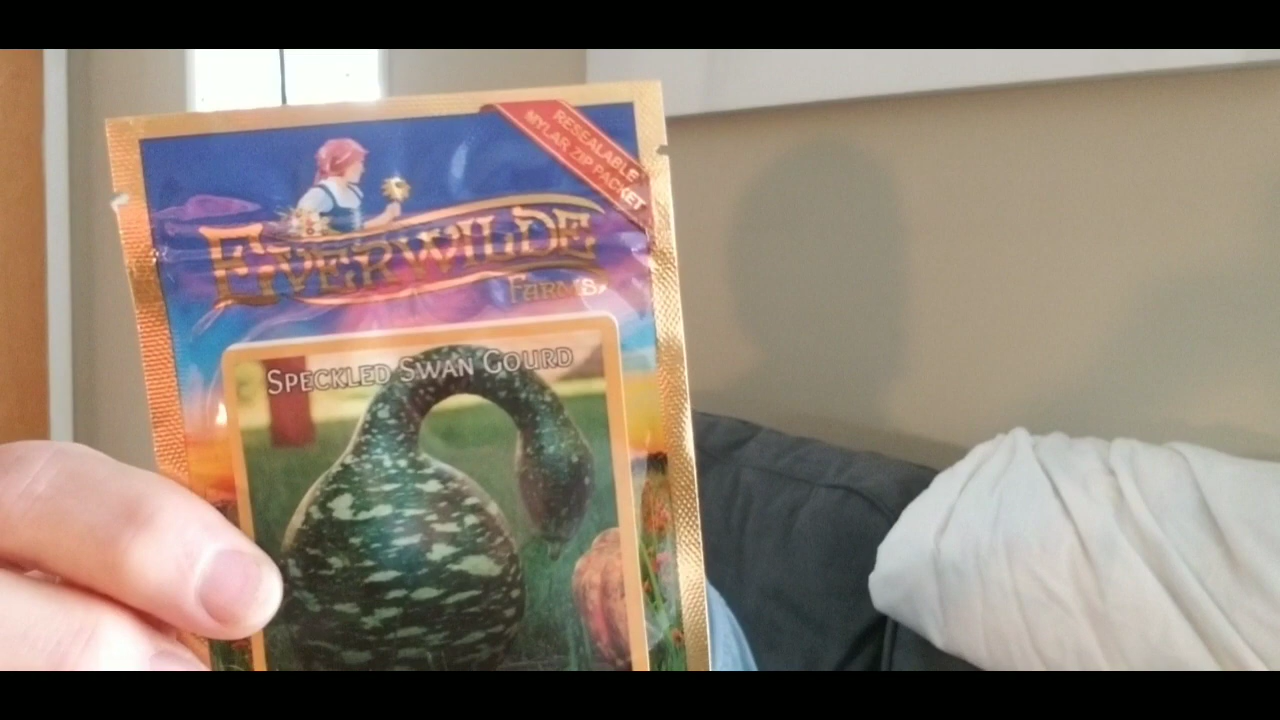 RESEALABLE
MYLAR ZIP PACKET
EVERWILDE
FARMS
SPECKLED SWAN GOURD